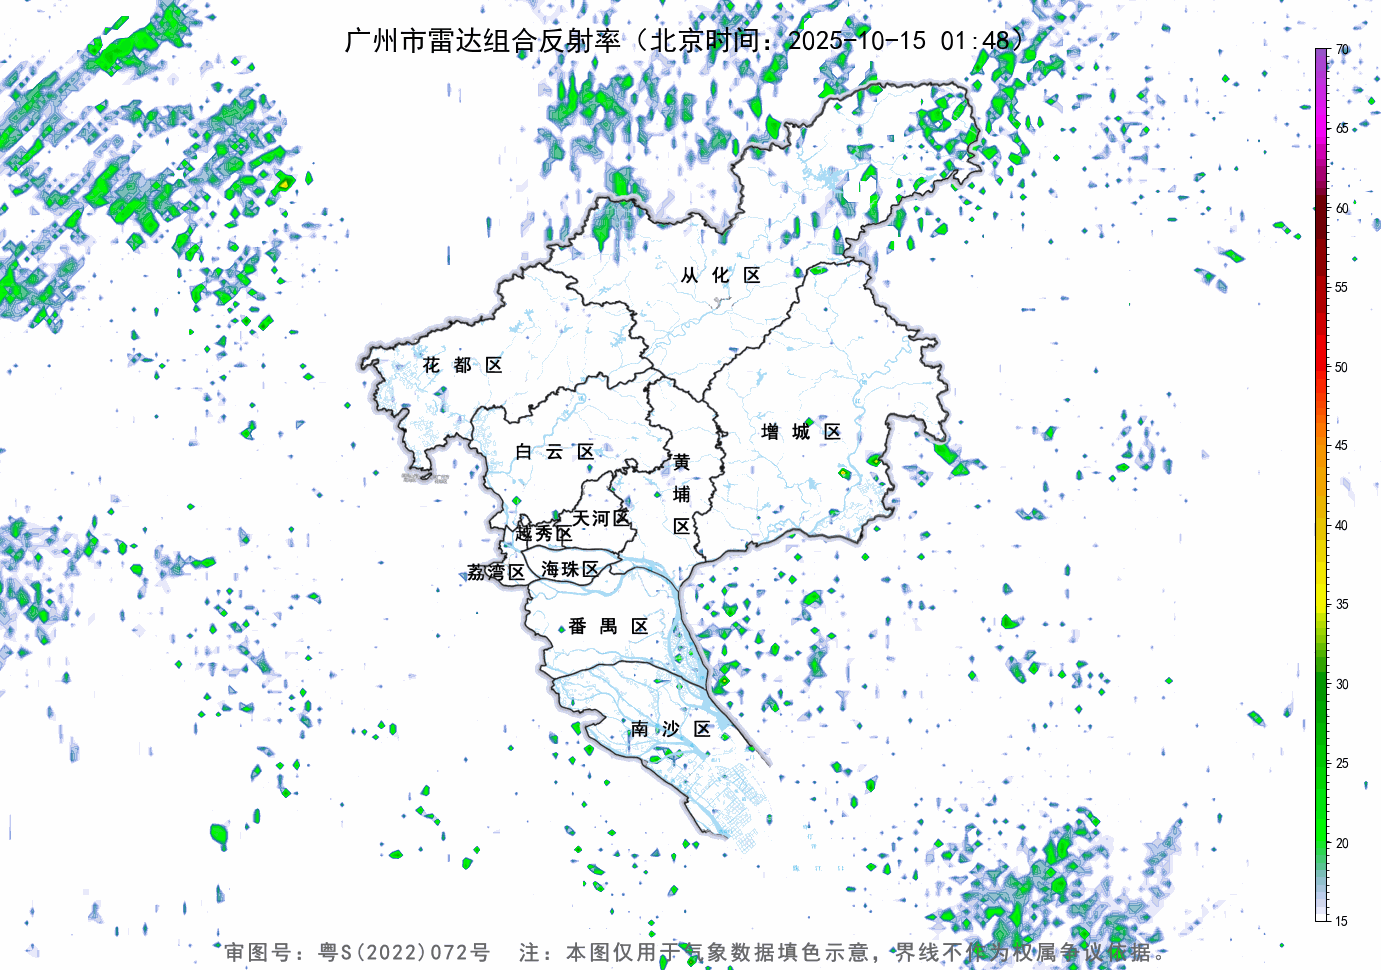 广州市雷达组合反射率（北京时间：2025-10-15 01:48）
70
65
60
55
50
45
40
35
30
25
20
15
从化区
花都区
增城区
白云区
黄埔区
天河区
越秀区
荔湾区
海珠区
番禺区
南沙区
审图号：粤S(2022)072号 注：本图仅用于气象数据填色示意，界线不作为权属争议依据。